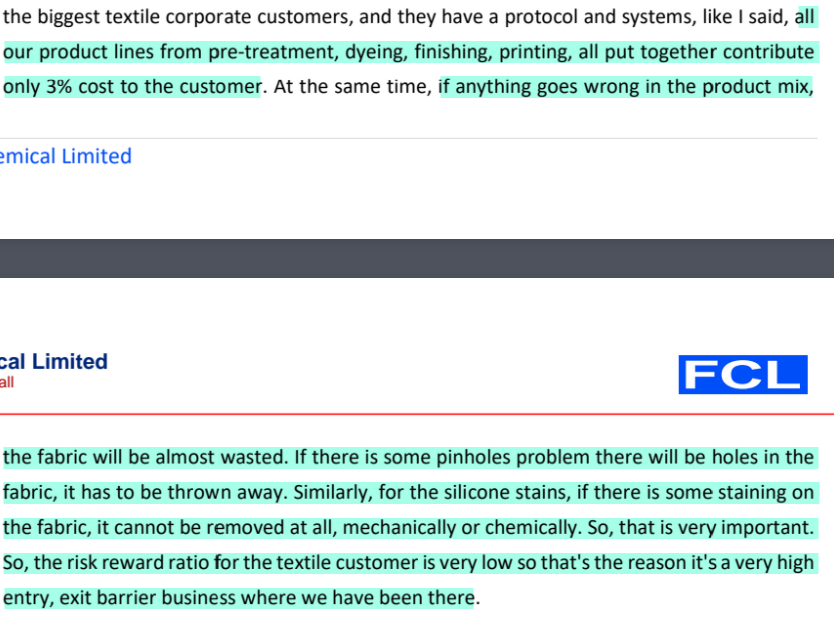 the biggest textile corporate customers, and they have a protocol and systems, like I said, all
our product lines from pre-treatment, dyeing, finishing, printing, all put together contribute
only 3% cost to the customer. At the same time, if anything goes wrong in the product mix,
emical Limited
cal Limited
all
FCL
the fabric will be almost wasted. If there is some pinholes problem there will be holes in the
fabric, it has to be thrown away. Similarly, for the silicone stains, if there is some staining on
the fabric, it cannot be removed at all, mechanically or chemically. So, that is very important.
So, the risk reward ratio for the textile customer is very low so that's the reason it's a very high
entry, exit barrier business where we have been there.